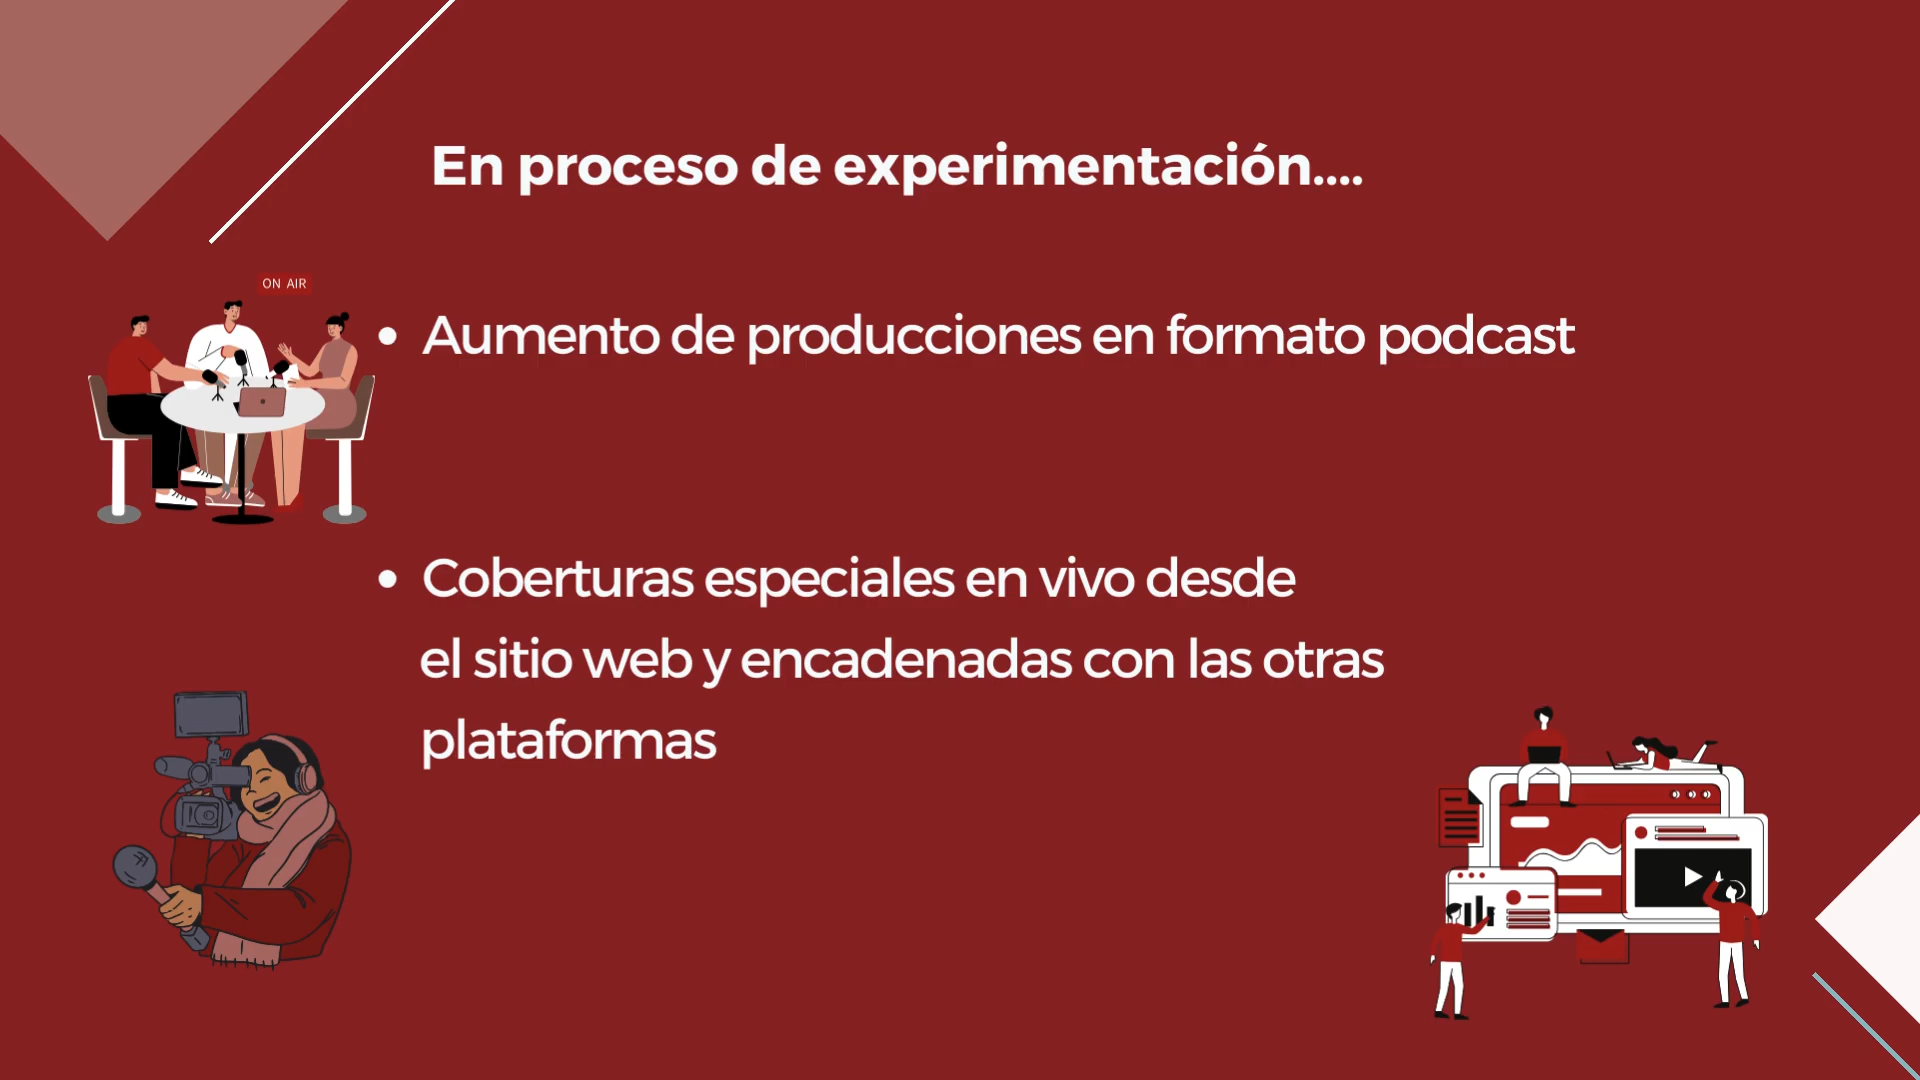 En proceso de experimentación....
ON AIR
• Aumento de producciones en formato podcast
• Coberturas especiales en vivo desde
el sitio web y encadenadas con las otras
plataformas